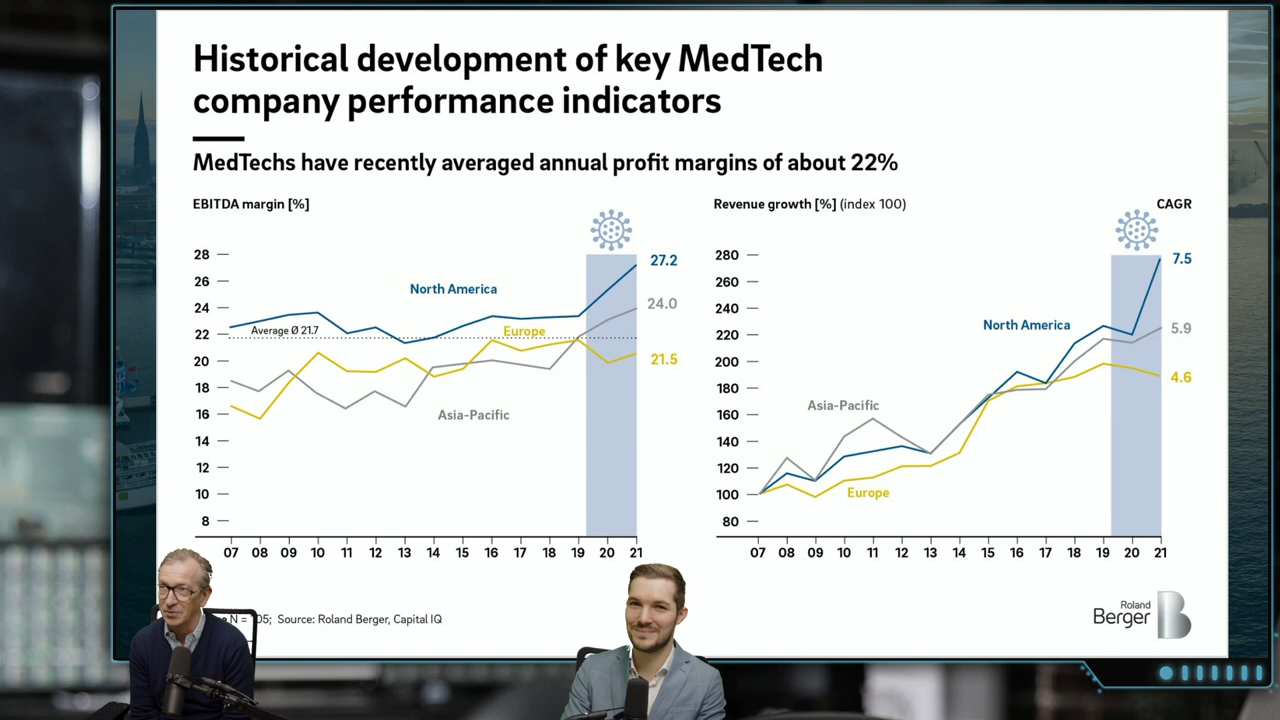 Historical development of key MedTech
company performance indicators
MedTechs have recently averaged annual profit margins of about 22%
EBITDA margin [%]
28
26
24
22
20
18
16
14
12
10
8
North America
Average Ø 21.7
Europe
Asia-Pacific
27.2
24.0
21.5
07 08 09 10 11 12 13 14 15 16 17 18 19 20 21
Revenue growth [%] (index 100)
CAGR
280
260
240
220
200
180
160
140
120
100
80
North America
Asia-Pacific
Europe
7.5
5.9
4.6
07 08 09 10 11 12 13 14 15 16 17 18 19 20 21
N = 05; Source: Roland Berger, Capital IQ
Roland
Berger
B